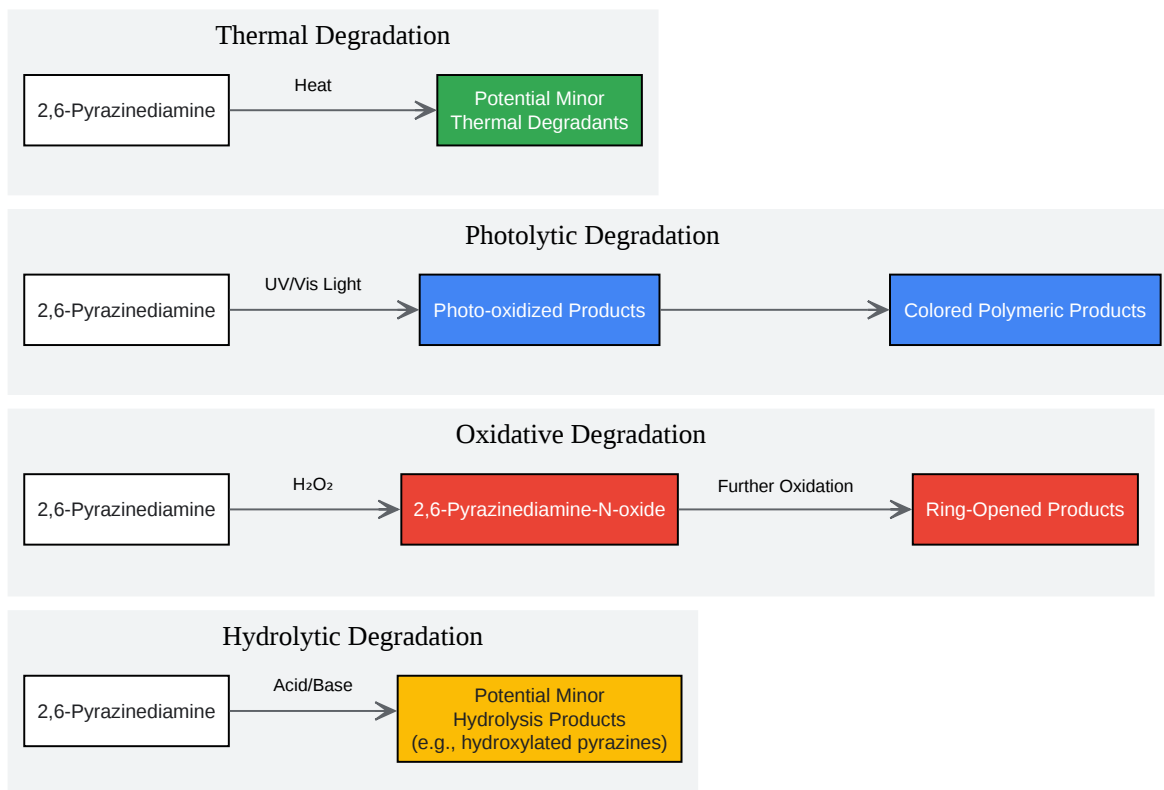 Thermal Degradation
2,6-Pyrazinediamine
Heat
Potential Minor
Thermal Degradants
Photolytic Degradation
2,6-Pyrazinediamine
UV/Vis Light
Photo-oxidized Products
Colored Polymeric Products
Oxidative Degradation
2,6-Pyrazinediamine
H₂O₂
2,6-Pyrazinediamine-N-oxide
Further Oxidation
Ring-Opened Products
Hydrolytic Degradation
2,6-Pyrazinediamine
Acid/Base
Potential Minor
Hydrolysis Products
(e.g., hydroxylated pyrazines)